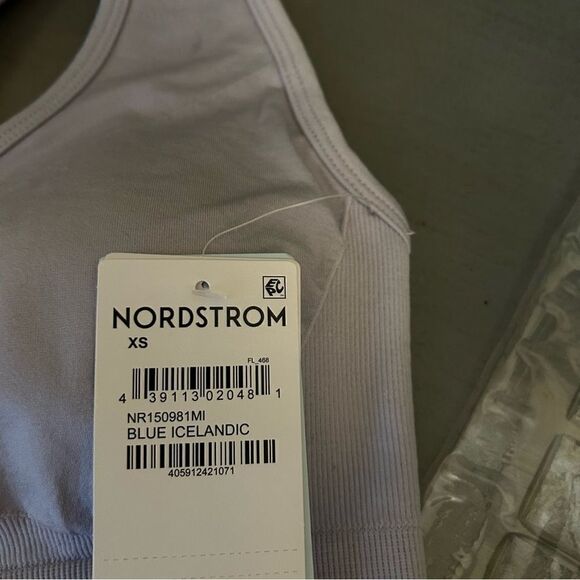 NORDSTROM
XS
FL_468
4 39113 02048 1
NR150981MI
BLUE ICELANDIC
405912421071